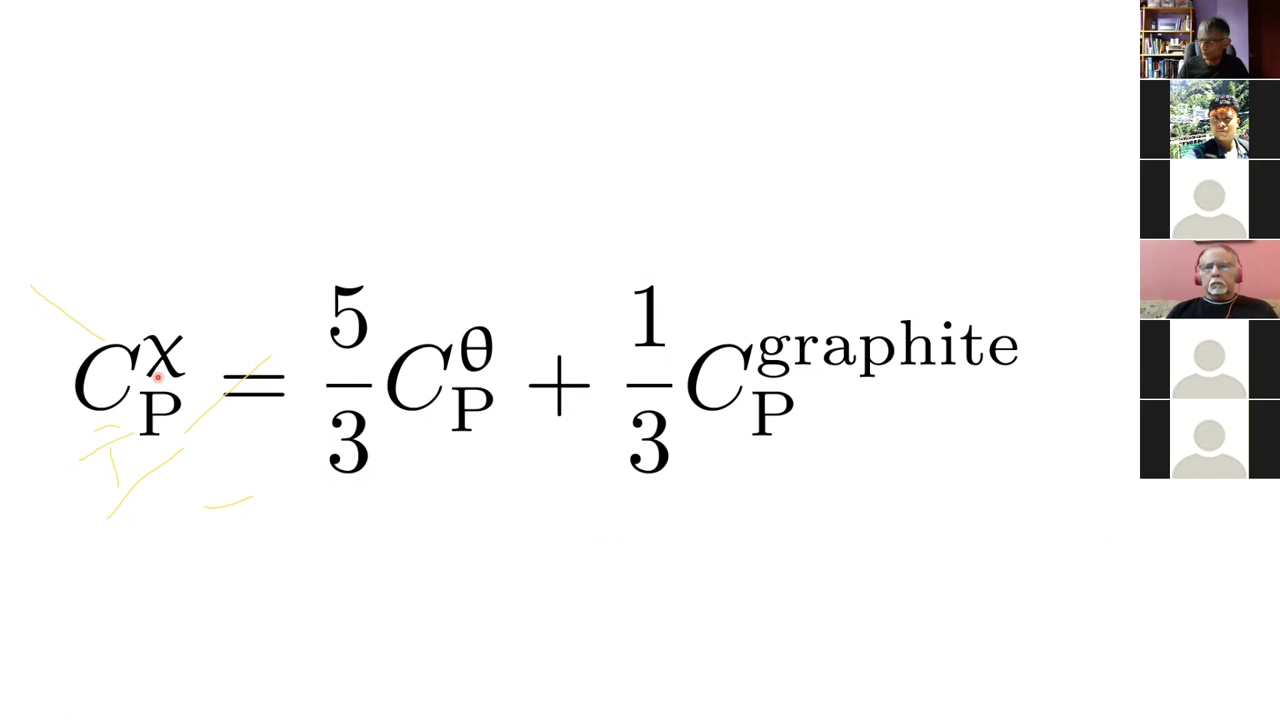 C_P^χ = 5/3 C_P^θ + 1/3 C_P^graphite